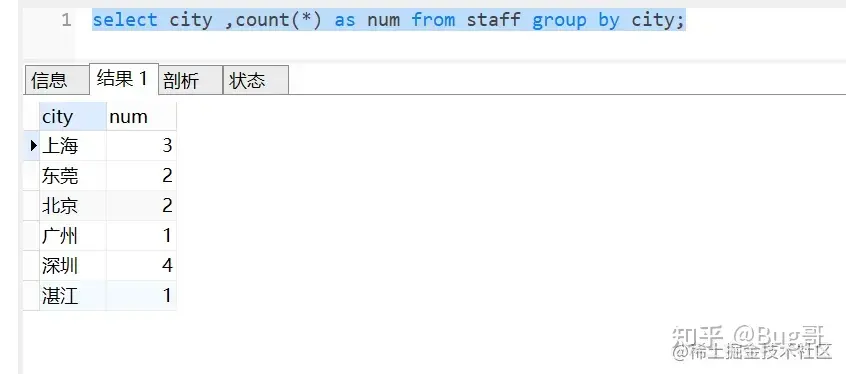 1 select city ,count(*) as num from staff group by city;
信息 结果 1 剖析 状态
city num
上海 3
东莞 2
北京 2
广州 1
深圳 4
湛江 1
知乎 @Bug哥
@稀土掘金技术社区